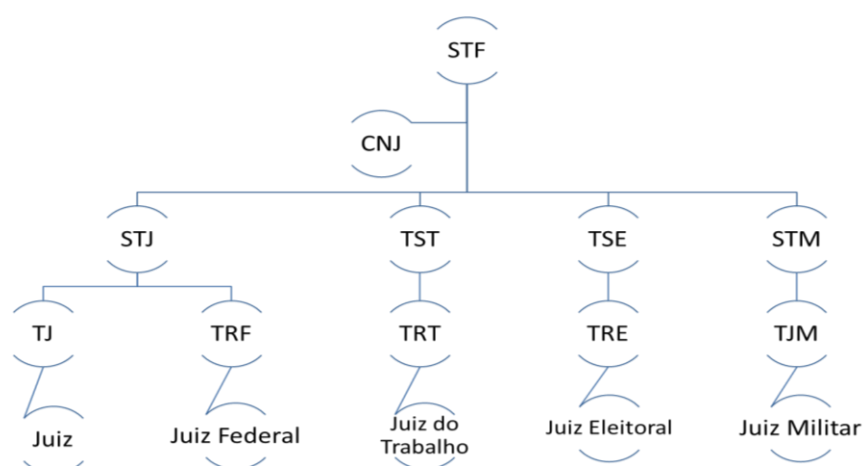 STF
CNJ
STJ
TST
TSE
STM
TJ
TRF
TRT
TRE
TJM
Juiz
Juiz Federal
Juiz do
Trabalho
Juiz Eleitoral
Juiz Militar